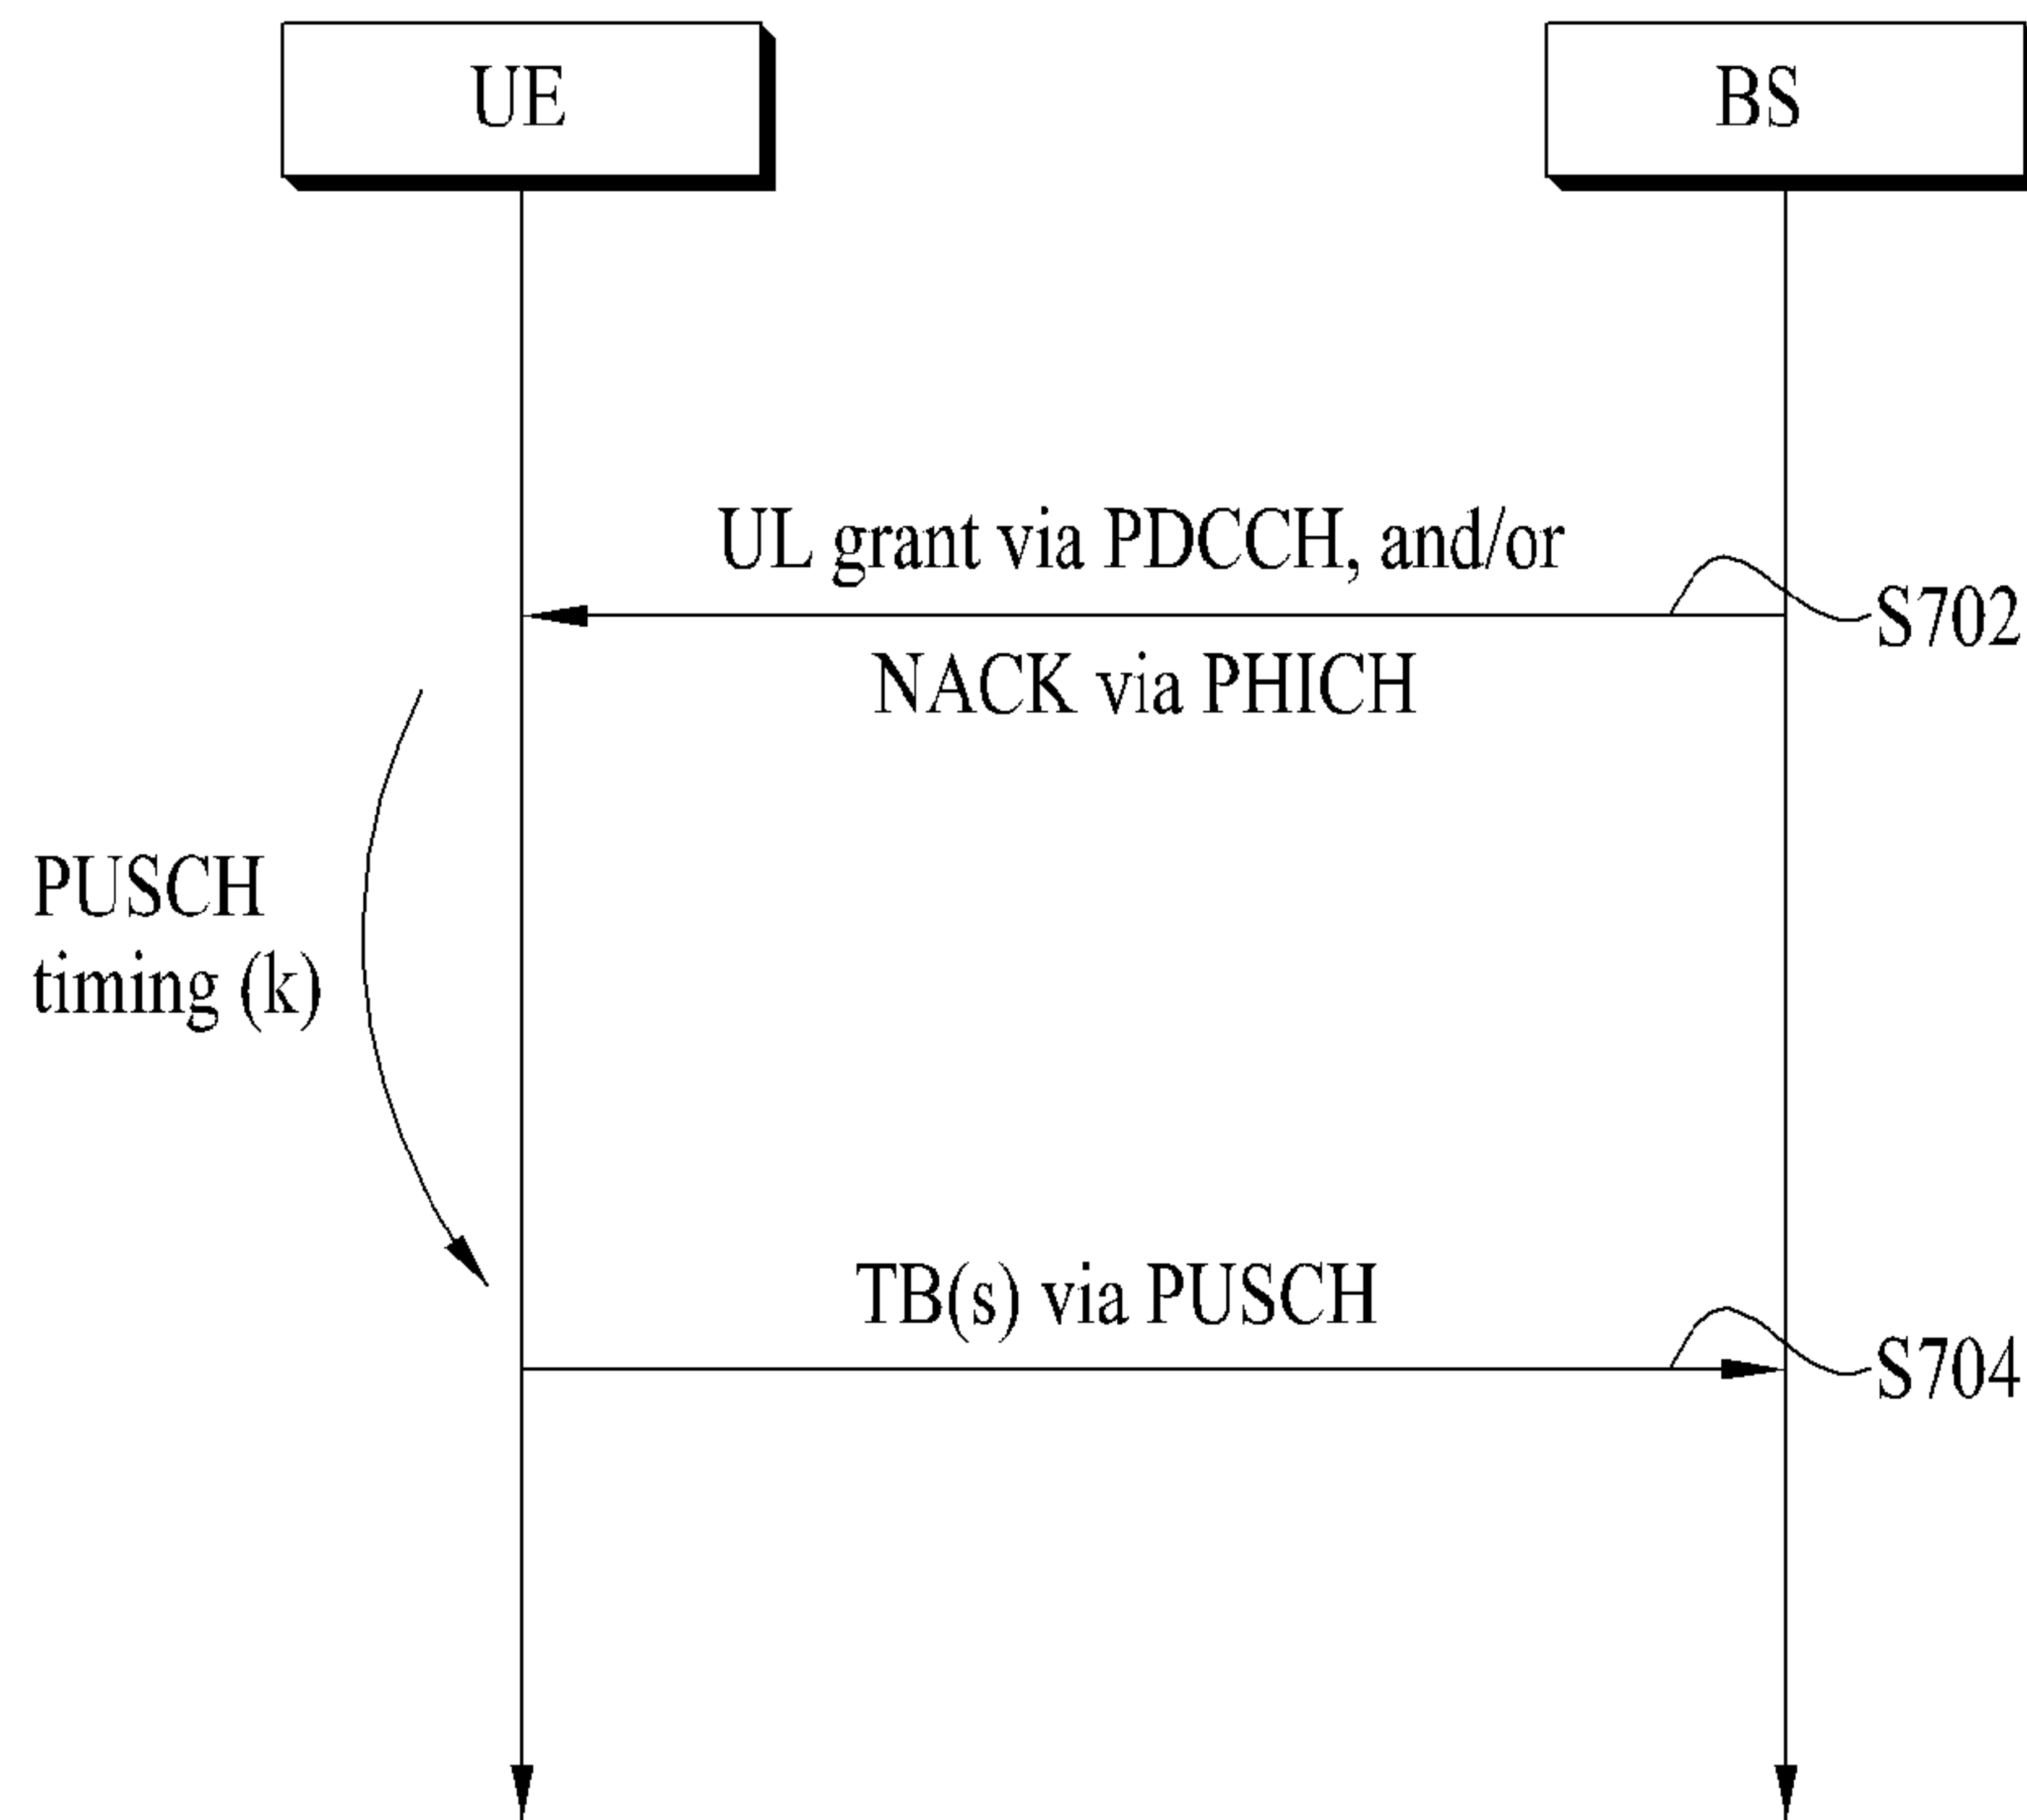 UE
BS
UL grant via PDCCH, and/or
S702
NACK via PHICH
PUSCH
timing (k)
TB(s) via PUSCH
S704